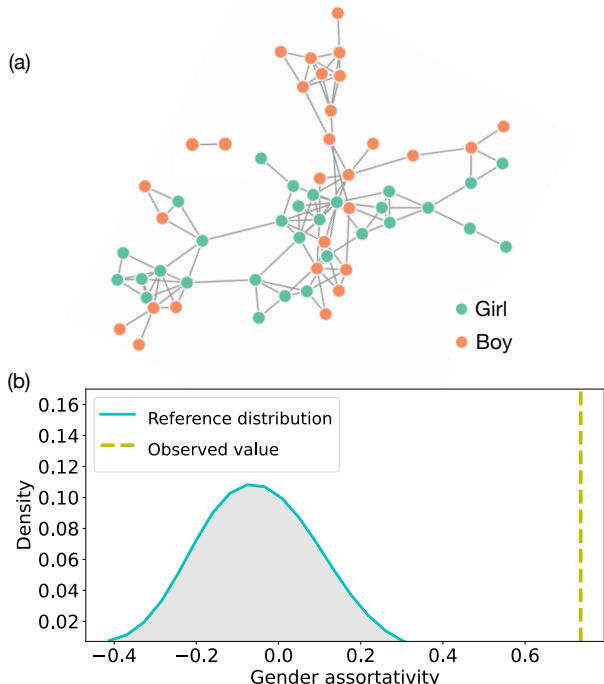 (a)
Girl
Boy
(b)
0.16
0.14
0.12
0.10
0.08
0.06
0.04
0.02
Density
Reference distribution
Observed value
−0.4 −0.2 0.0 0.2 0.4 0.6
Gender assortativity